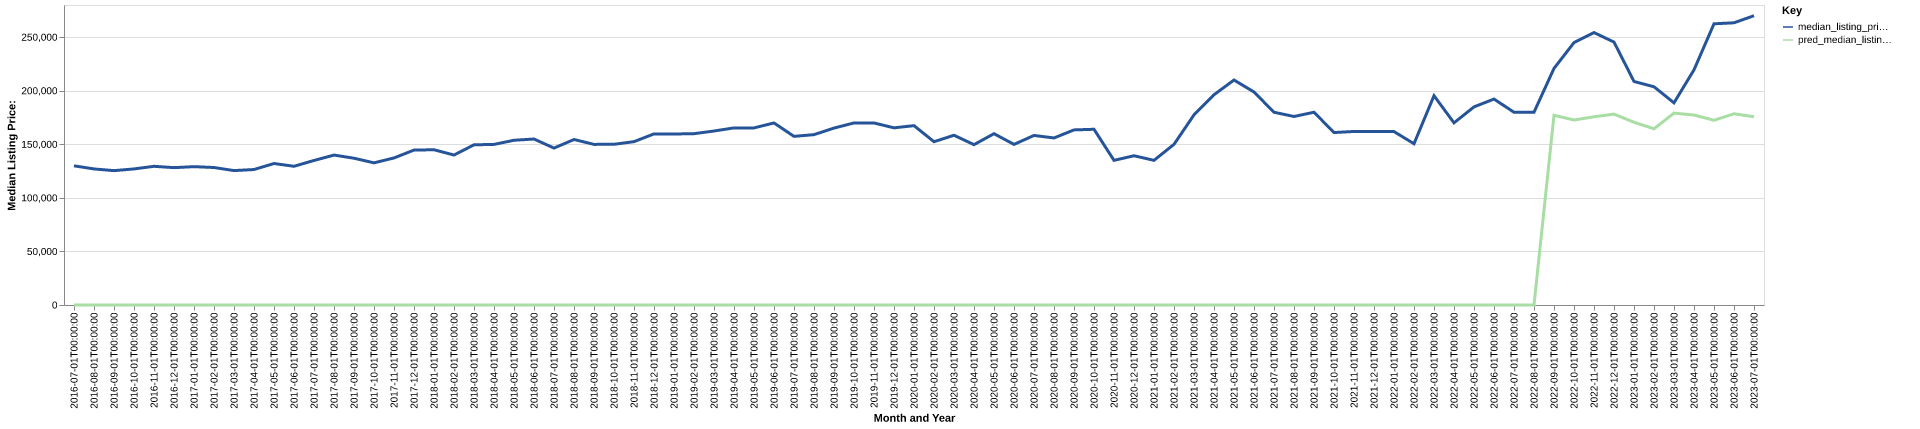 Key
median_listing_pri...
pred_median_listin...
Median Listing Price:
250,000
200,000
150,000
100,000
50,000
0
2016-07-01T00:00:00
2016-08-01T00:00:00
2016-09-01T00:00:00
2016-10-01T00:00:00
2016-11-01T00:00:00
2016-12-01T00:00:00
2017-01-01T00:00:00
2017-02-01T00:00:00
2017-03-01T00:00:00
2017-04-01T00:00:00
2017-05-01T00:00:00
2017-06-01T00:00:00
2017-07-01T00:00:00
2017-08-01T00:00:00
2017-09-01T00:00:00
2017-10-01T00:00:00
2017-11-01T00:00:00
2017-12-01T00:00:00
2018-01-01T00:00:00
2018-02-01T00:00:00
2018-03-01T00:00:00
2018-04-01T00:00:00
2018-05-01T00:00:00
2018-06-01T00:00:00
2018-07-01T00:00:00
2018-08-01T00:00:00
2018-09-01T00:00:00
2018-10-01T00:00:00
2018-11-01T00:00:00
2018-12-01T00:00:00
2019-01-01T00:00:00
2019-02-01T00:00:00
2019-03-01T00:00:00
2019-04-01T00:00:00
2019-05-01T00:00:00
2019-06-01T00:00:00
2019-07-01T00:00:00
2019-08-01T00:00:00
2019-09-01T00:00:00
2019-10-01T00:00:00
2019-11-01T00:00:00
2019-12-01T00:00:00
2020-01-01T00:00:00
2020-02-01T00:00:00
2020-03-01T00:00:00
2020-04-01T00:00:00
2020-05-01T00:00:00
2020-06-01T00:00:00
2020-07-01T00:00:00
2020-08-01T00:00:00
2020-09-01T00:00:00
2020-10-01T00:00:00
2020-11-01T00:00:00
2020-12-01T00:00:00
2021-01-01T00:00:00
2021-02-01T00:00:00
2021-03-01T00:00:00
2021-04-01T00:00:00
2021-05-01T00:00:00
2021-06-01T00:00:00
2021-07-01T00:00:00
2021-08-01T00:00:00
2021-09-01T00:00:00
2021-10-01T00:00:00
2021-11-01T00:00:00
2021-12-01T00:00:00
2022-01-01T00:00:00
2022-02-01T00:00:00
2022-03-01T00:00:00
2022-04-01T00:00:00
2022-05-01T00:00:00
2022-06-01T00:00:00
2022-07-01T00:00:00
2022-08-01T00:00:00
2022-09-01T00:00:00
2022-10-01T00:00:00
2022-11-01T00:00:00
2022-12-01T00:00:00
2023-01-01T00:00:00
2023-02-01T00:00:00
2023-03-01T00:00:00
2023-04-01T00:00:00
2023-05-01T00:00:00
2023-06-01T00:00:00
2023-07-01T00:00:00
Month and Year